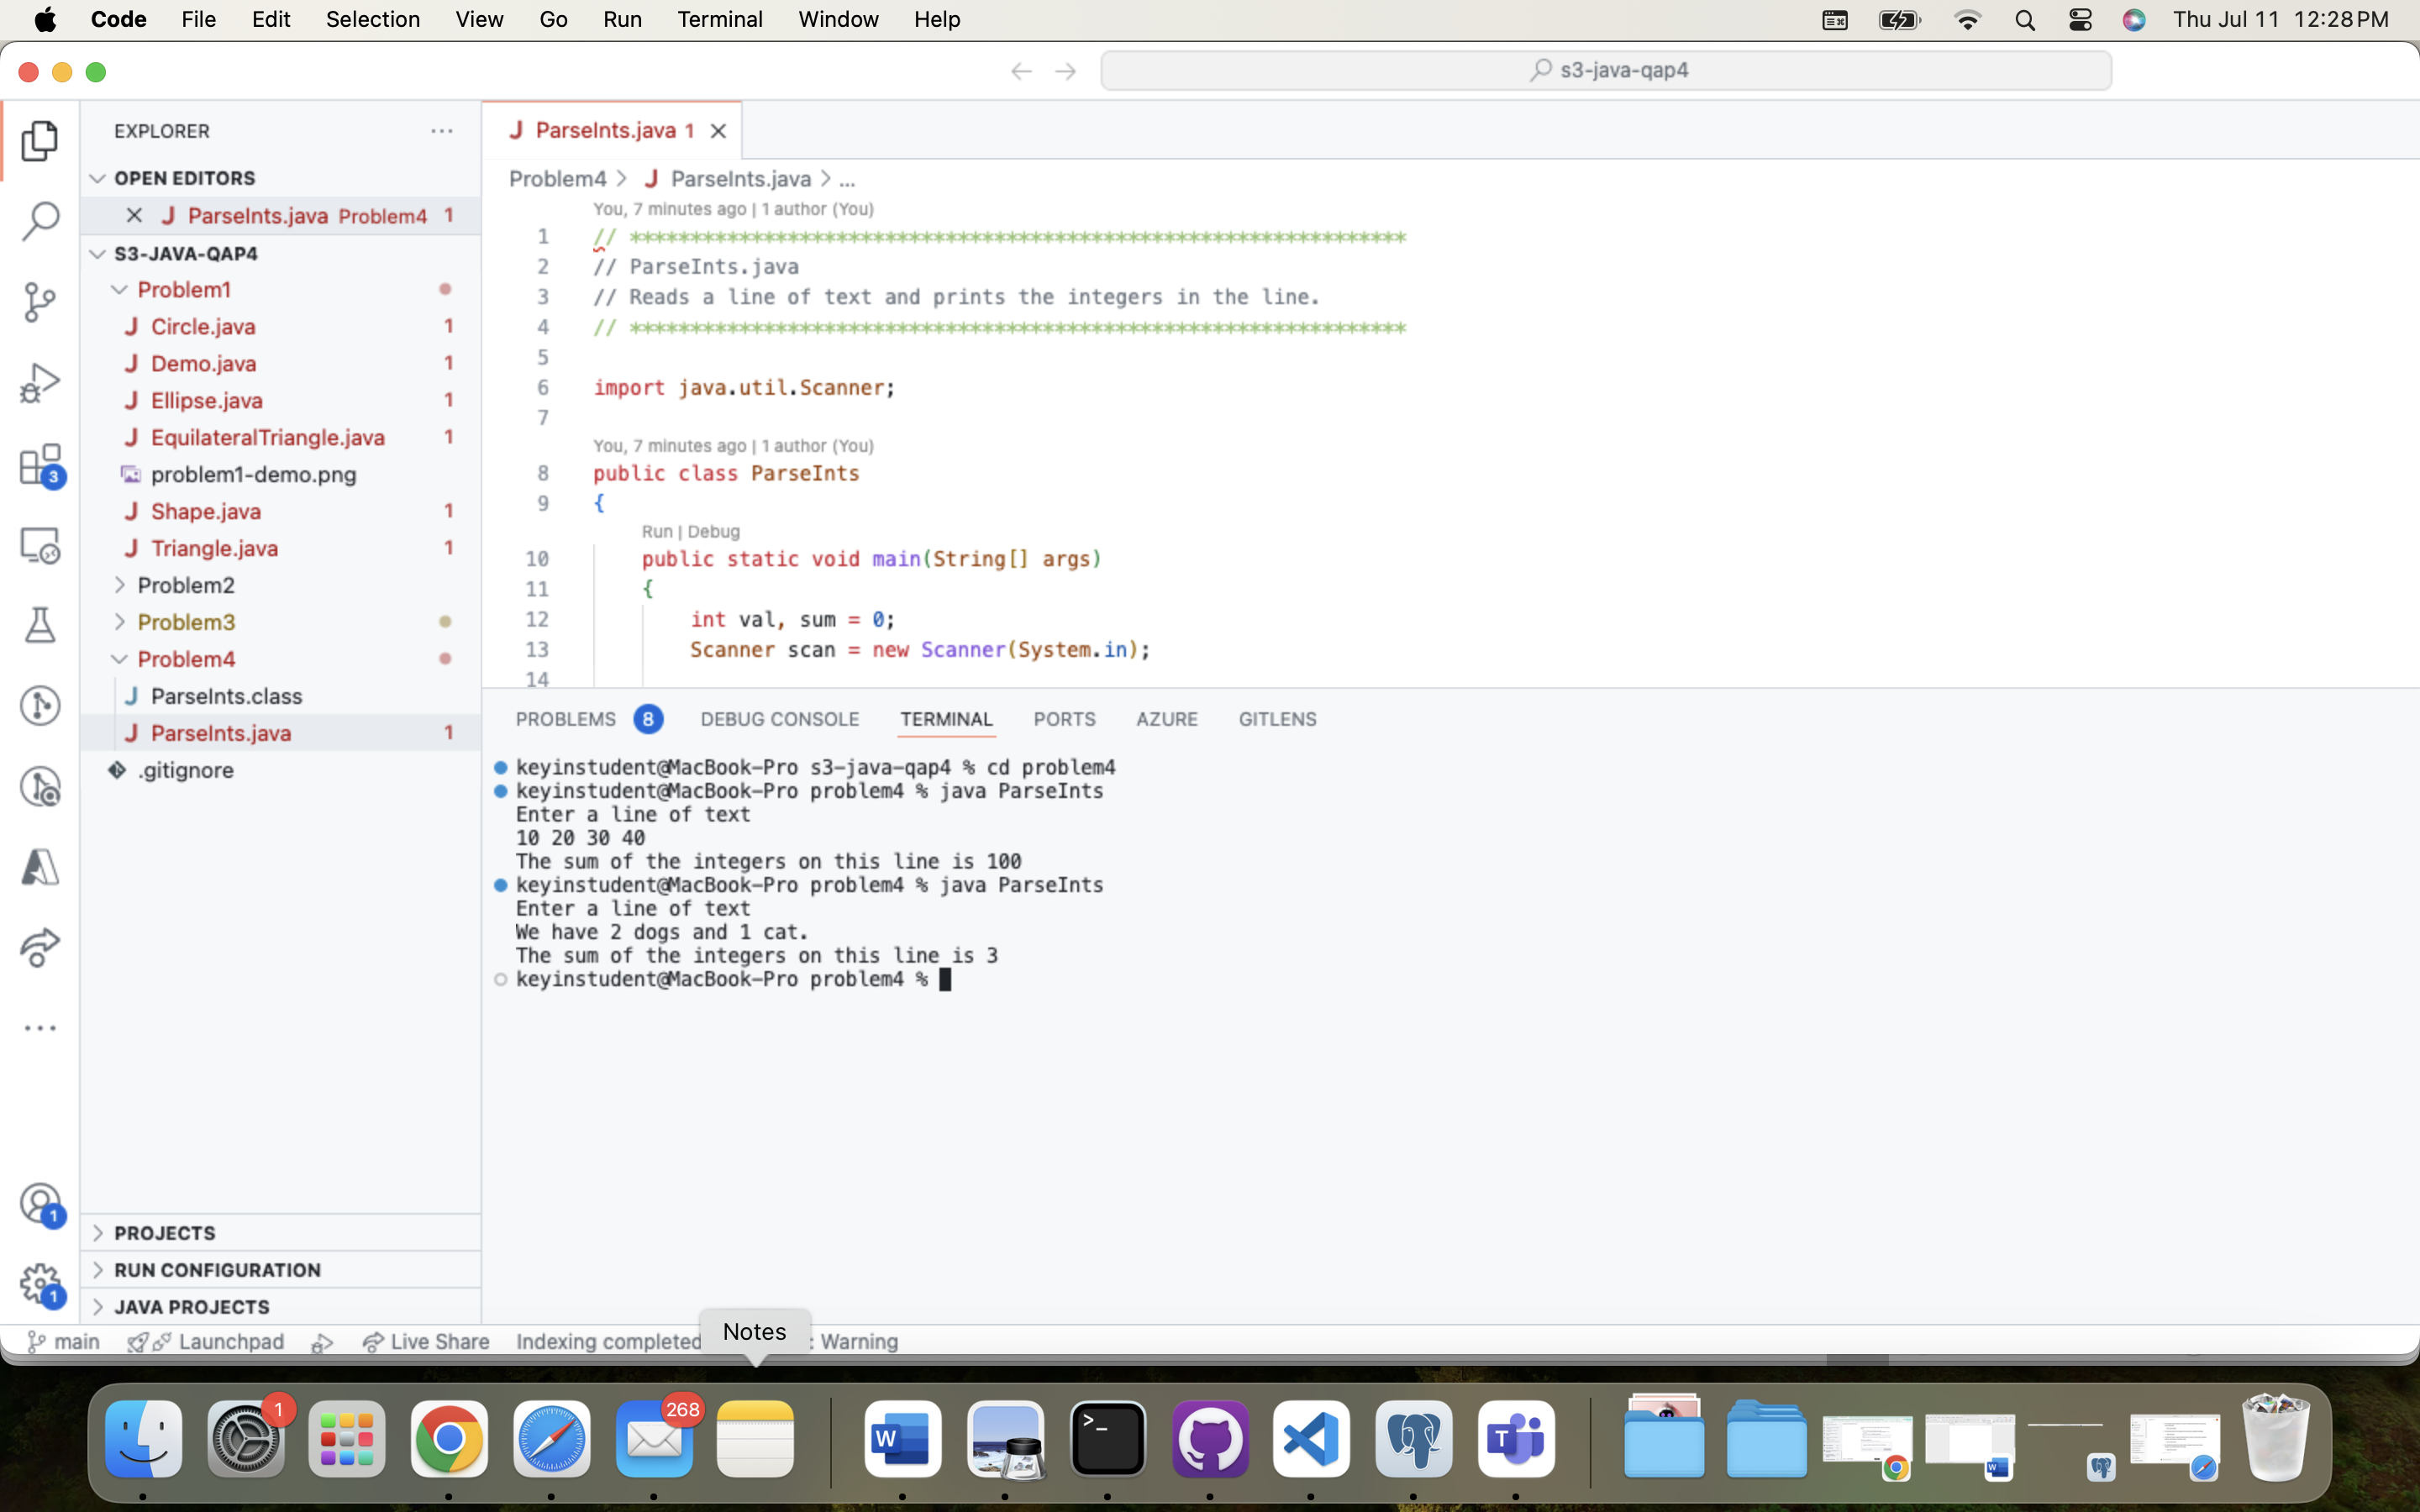 Code File Edit Selection View Go Run Terminal Window Help Thu Jul 11 12:28 PM
s3-java-qap4
EXPLORER
OPEN EDITORS
ParseInts.java Problem4 1
S3-JAVA-QAP4
Problem1
Circle.java 1
Demo.java 1
Ellipse.java 1
EquilateralTriangle.java 1
problem1-demo.png
Shape.java 1
Triangle.java 1
Problem2
Problem3
Problem4
ParseInts.class
ParseInts.java 1
.gitignore
PROJECTS
RUN CONFIGURATION
JAVA PROJECTS
3
1
1
ParseInts.java 1
Problem4 > ParseInts.java > ...
You, 7 minutes ago | 1 author (You)
1 // ****************************************************************
2 // ParseInts.java
3 // Reads a line of text and prints the integers in the line.
4 // ****************************************************************
5
6 import java.util.Scanner;
7
You, 7 minutes ago | 1 author (You)
8 public class ParseInts
9 {
Run | Debug
10 public static void main(String[] args)
11 {
12 int val, sum = 0;
13 Scanner scan = new Scanner(System.in);
14
PROBLEMS 8 DEBUG CONSOLE TERMINAL PORTS AZURE GITLENS
keyinstudent@MacBook-Pro s3-java-qap4 % cd problem4
keyinstudent@MacBook-Pro problem4 % java ParseInts
Enter a line of text
10 20 30 40
The sum of the integers on this line is 100
keyinstudent@MacBook-Pro problem4 % java ParseInts
Enter a line of text
We have 2 dogs and 1 cat.
The sum of the integers on this line is 3
keyinstudent@MacBook-Pro problem4 %
main Launchpad Live Share Indexing completed : Warning
Notes
1
268
W
>_
T